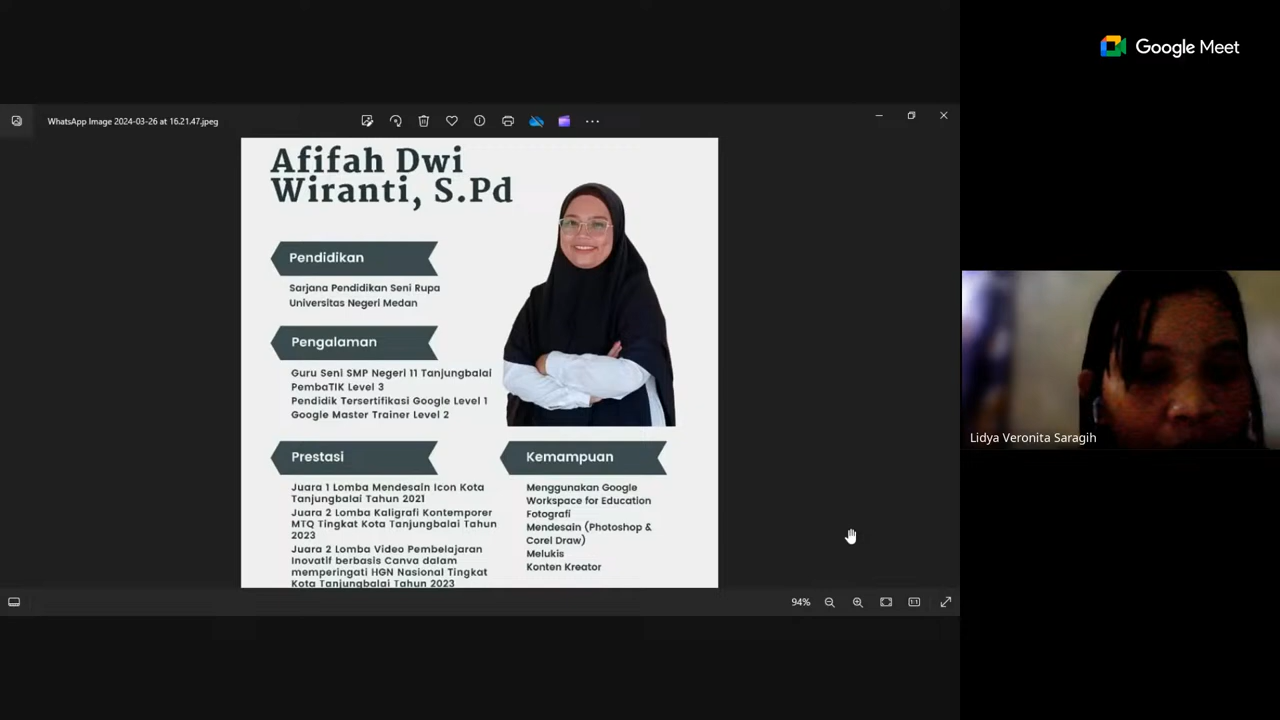 Google Meet
WhatsApp Image 2024-03-26 at 16.21.47.jpeg
Afifah Dwi
Wiranti, S.Pd
Pendidikan
Sarjana Pendidikan Seni Rupa
Universitas Negeri Medan
Pengalaman
Guru Seni SMP Negeri 11 Tanjungbalai
PembaTIK Level 3
Pendidik Tersertifikasi Google Level 1
Google Master Trainer Level 2
Prestasi
Juara 1 Lomba Mendesain Icon Kota
Tanjungbalai Tahun 2021
Juara 2 Lomba Kaligrafi Kontemporer
MTQ Tingkat Kota Tanjungbalai Tahun
2023
Juara 2 Lomba Video Pembelajaran
Inovatif berbasis Canva dalam
memperingati HGN Nasional Tingkat
Kota Tanjungbalai Tahun 2023
Kemampuan
Menggunakan Google
Workspace for Education
Fotografi
Mendesain (Photoshop &
Corel Draw)
Melukis
Konten Kreator
Lidya Veronita Saragih
94%
1:1